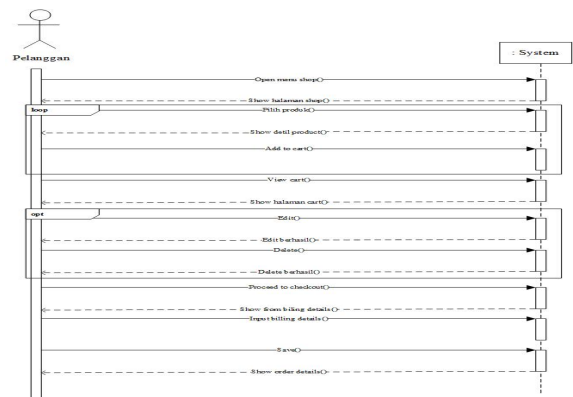 Pelanggan
: System
Open menu shop()
Show halaman shop()
loop
Pilih produk()
Show detil product()
Add to cart()
View cart()
Show halaman cart()
opt
Edit()
Edit berhasil()
Delete()
Delete berhasil()
Proceed to checkout()
Show from biling details()
Input billing details()
Save()
Show order details()